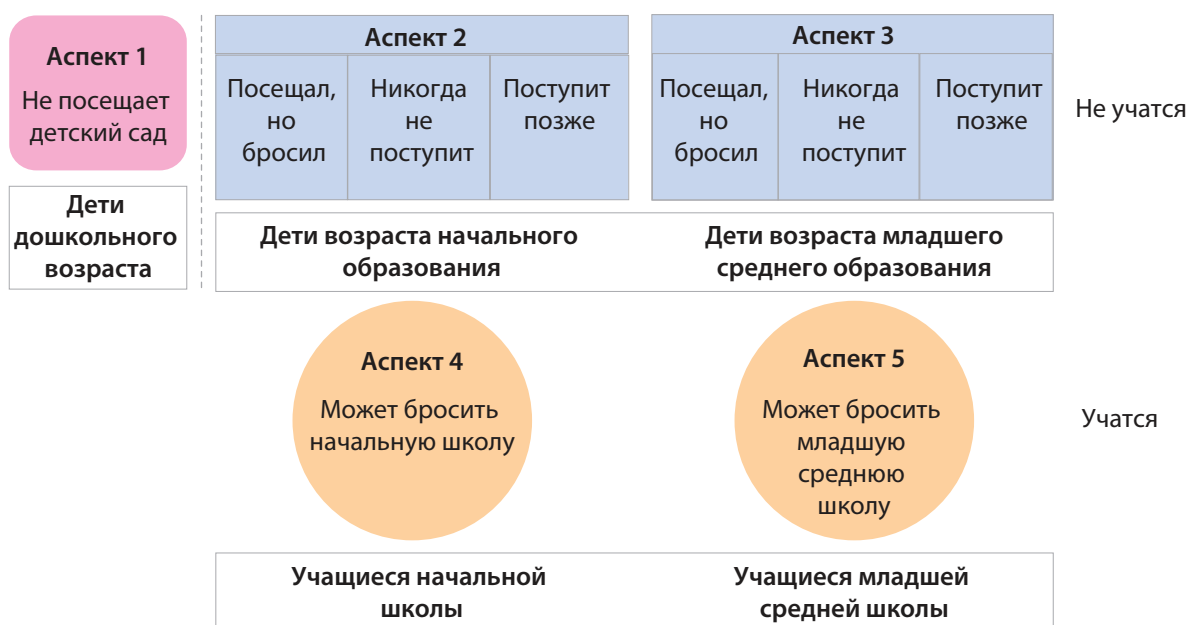 Аспект 1
Не посещает
детский сад
Дети
дошкольного
возраста
Аспект 2
Посещал,
но
бросил
Никогда
не
поступит
Поступит
позже
Дети возраста начального
образования
Аспект 3
Посещал,
но
бросил
Никогда
не
поступит
Поступит
позже
Дети возраста младшего
среднего образования
Не учатся
Аспект 4
Может бросить
начальную школу
Учащиеся начальной
школы
Аспект 5
Может бросить
младшую
среднюю
школу
Учащиеся младшей
средней школы
Учатся